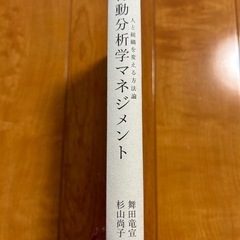 動分析学マネジメント
人と組織を変える方法論
舞田竜宣
杉山尚子